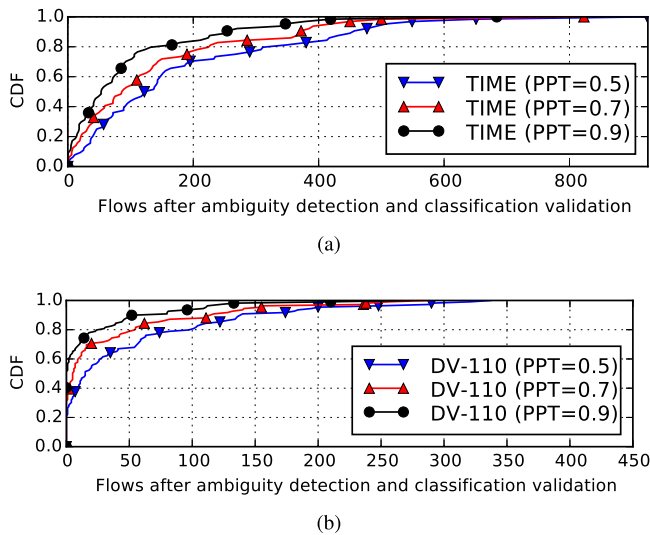 1.0
0.8
0.6
0.4
0.2
0.0
CDF
TIME (PPT=0.5)
TIME (PPT=0.7)
TIME (PPT=0.9)
0 200 400 600 800
Flows after ambiguity detection and classification validation
(a)
1.0
0.8
0.6
0.4
0.2
0.0
CDF
DV-110 (PPT=0.5)
DV-110 (PPT=0.7)
DV-110 (PPT=0.9)
0 50 100 150 200 250 300 350 400 450
Flows after ambiguity detection and classification validation
(b)